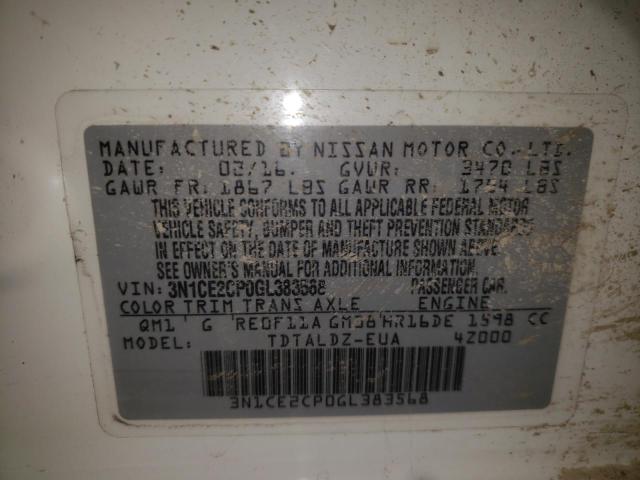 MANUFACTURED BY NISSAN MOTOR CO., LTD.
DATE: 02/16. GVWR: 3470 LBS
GAWR FR: 1867 LBS GAWR RR: 1754 LBS
THIS VEHICLE CONFORMS TO ALL APPLICABLE FEDERAL MOTOR
VEHICLE SAFETY, BUMPER AND THEFT PREVENTION STANDARDS
IN EFFECT ON THE DATE OF MANUFACTURE SHOWN ABOVE.
SEE OWNER'S MANUAL FOR ADDITIONAL INFORMATION
VIN: 3N1CE2CP0GL383568 PASSENGER CAR.
COLOR TRIM TRANS AXLE ENGINE
QM1 G RE0F11A GM38 HR16DE 1598 CC
MODEL: TDTALDZ-EUA 4Z000
3N1CE2CP0GL383568